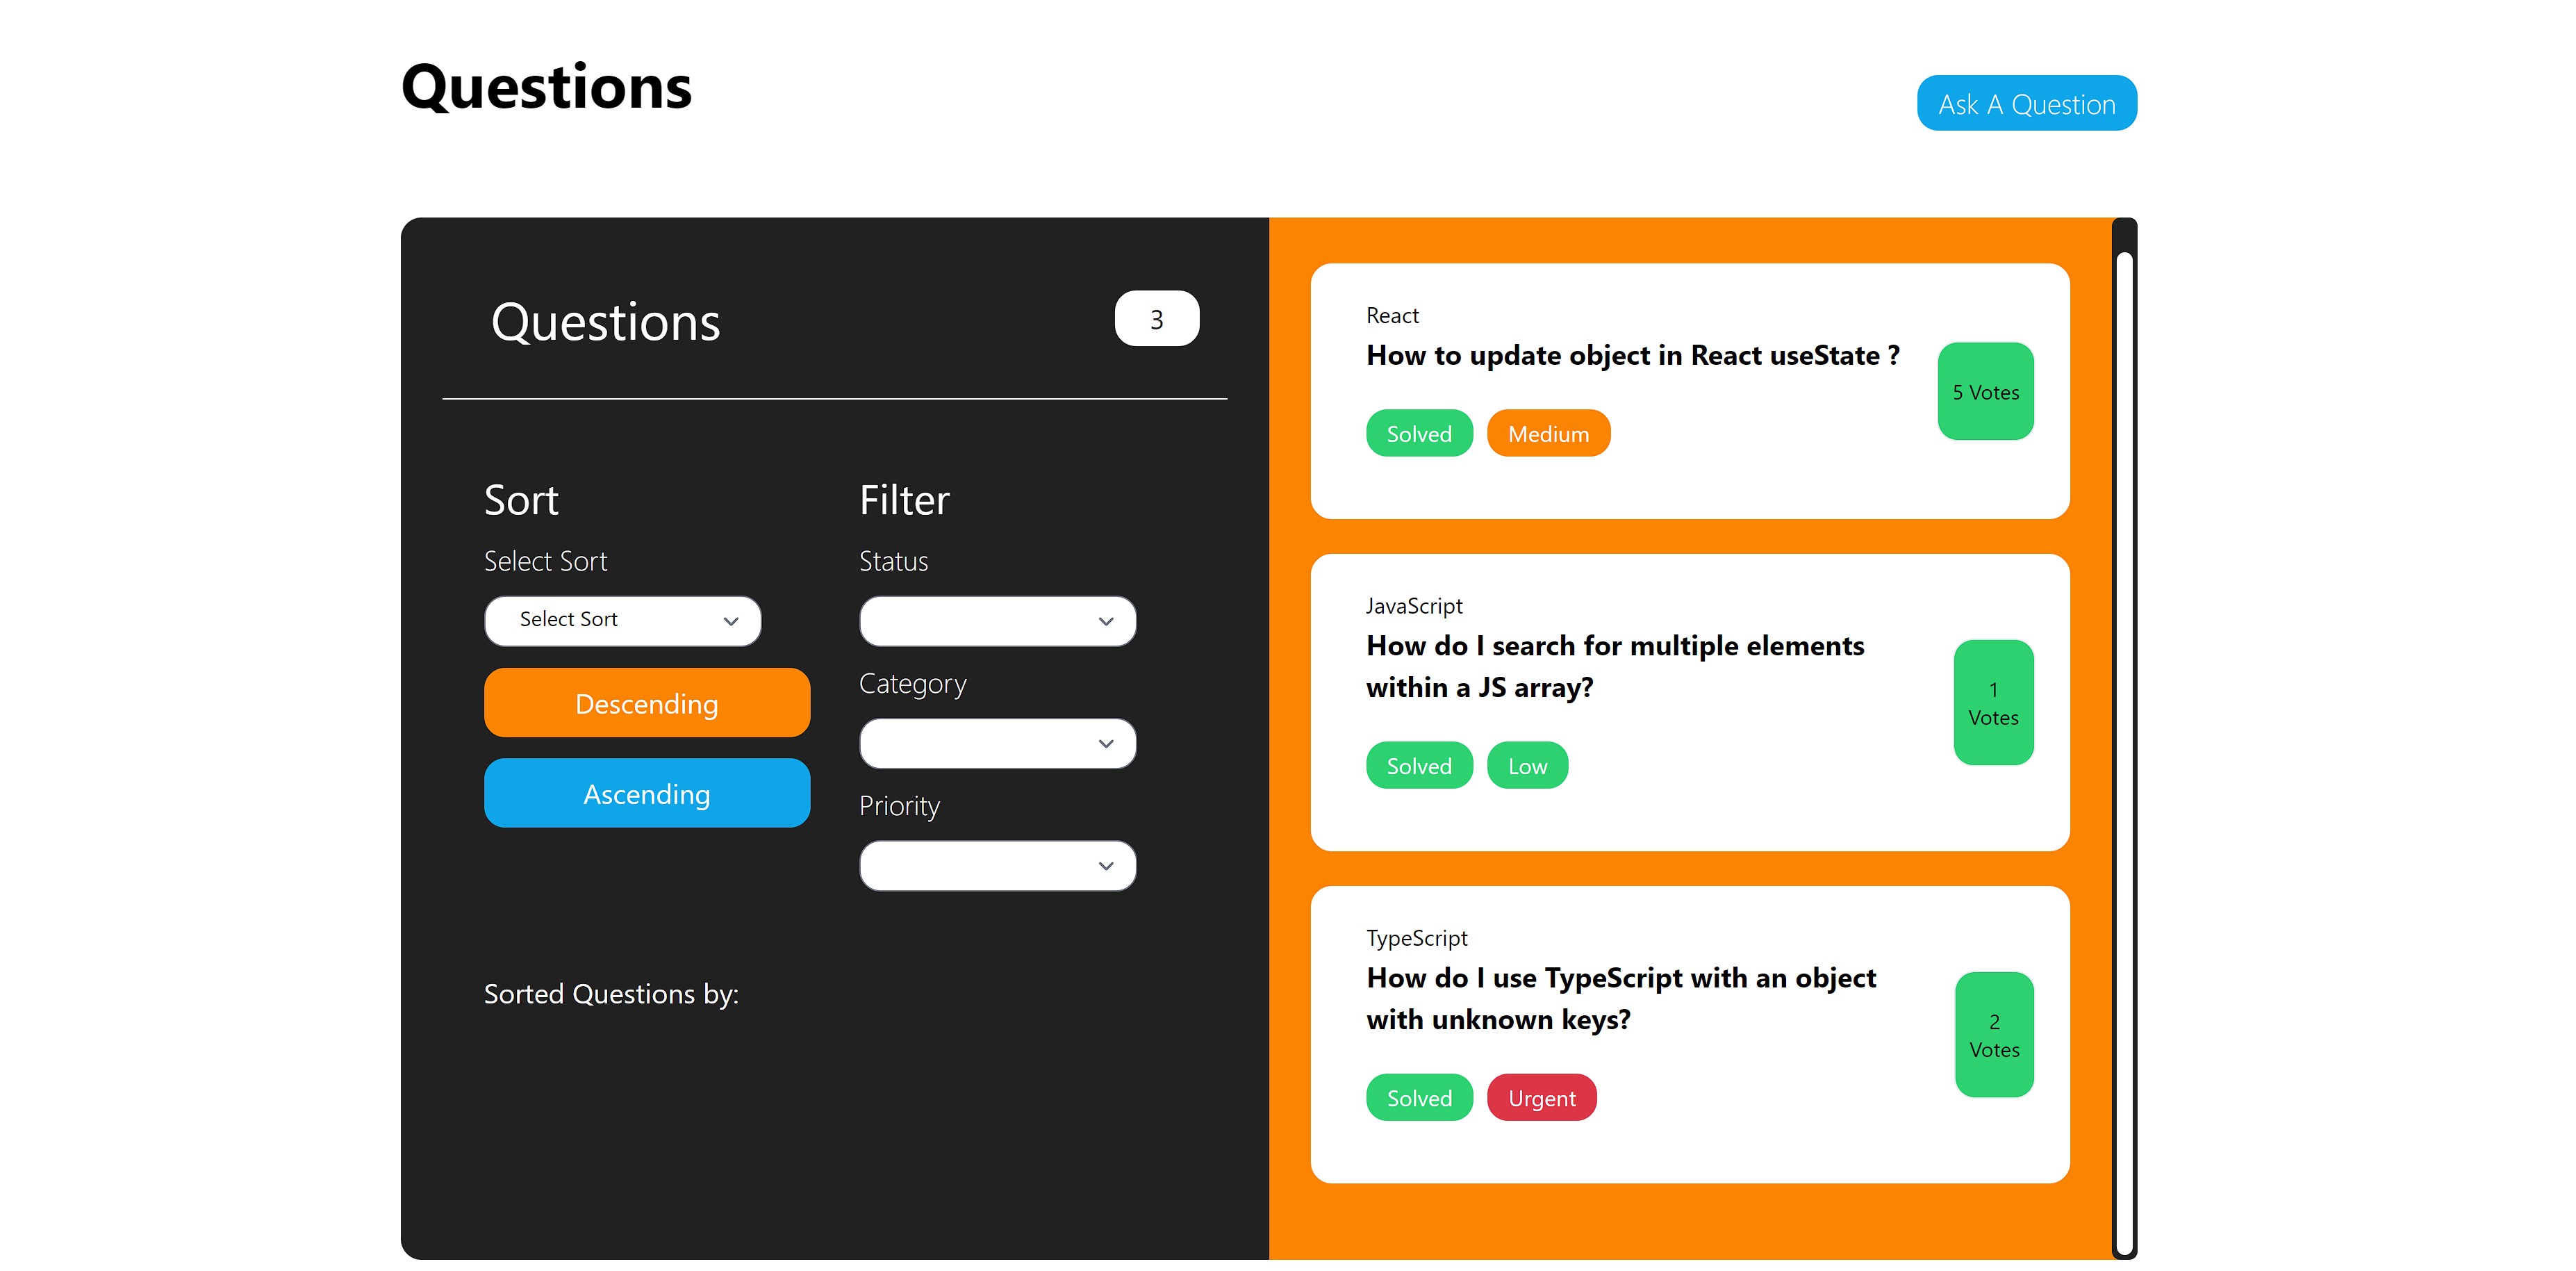 Questions
Ask A Question
Questions
3
Sort
Select Sort
Select Sort
Descending
Ascending
Filter
Status
Category
Priority
Sorted Questions by:
React
How to update object in React useState ?
5 Votes
Solved
Medium
JavaScript
How do I search for multiple elements
within a JS array?
1
Votes
Solved
Low
TypeScript
How do I use TypeScript with an object
with unknown keys?
2
Votes
Solved
Urgent